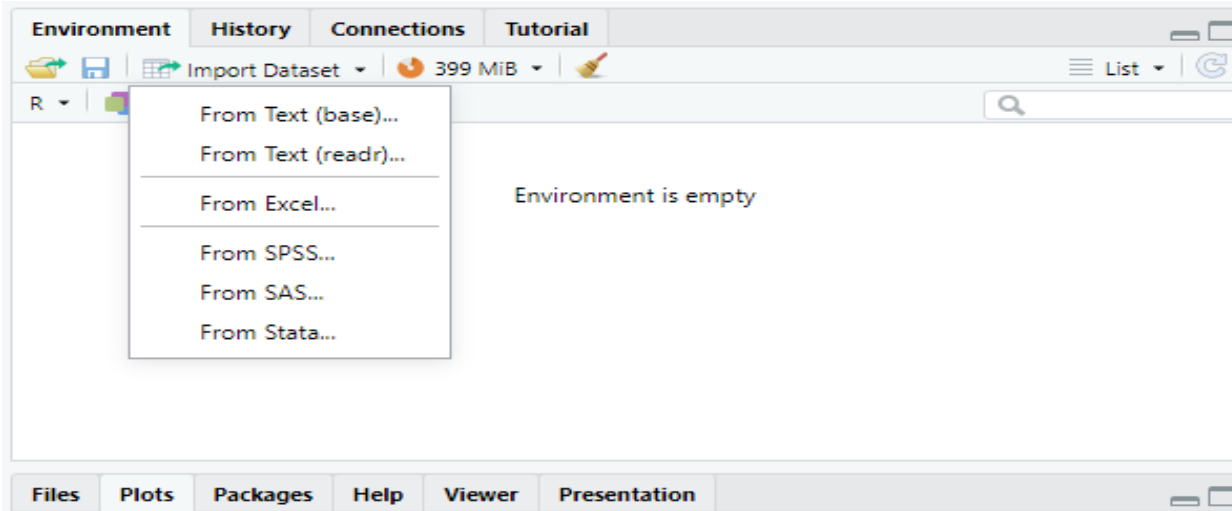 Environment History Connections Tutorial
Import Dataset 399 MiB List
R
From Text (base)...
From Text (readr)...
From Excel...
Environment is empty
From SPSS...
From SAS...
From Stata...
Files Plots Packages Help Viewer Presentation